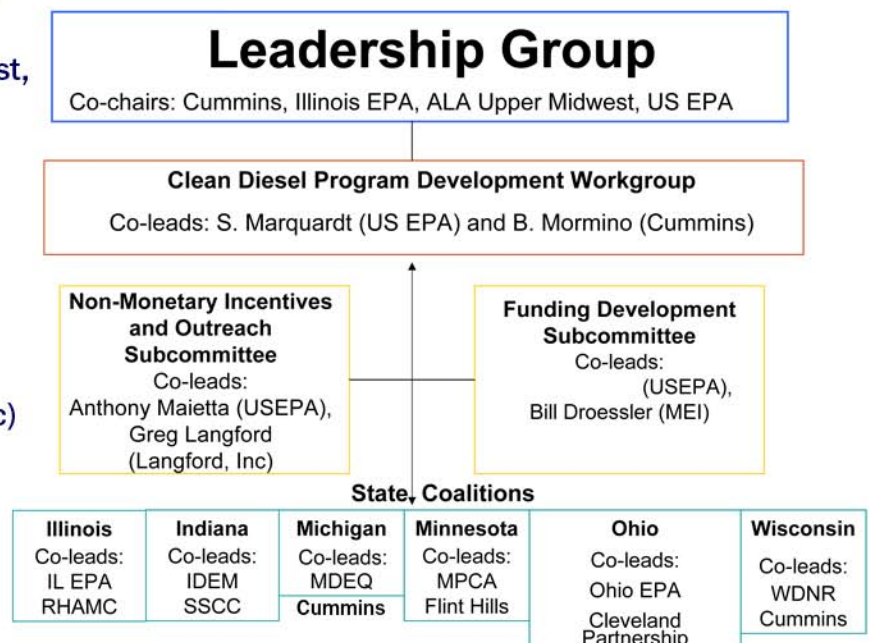 st,
c)
Leadership Group
Co-chairs: Cummins, Illinois EPA, ALA Upper Midwest, US EPA
Clean Diesel Program Development Workgroup
Co-leads: S. Marquardt (US EPA) and B. Mormino (Cummins)
Non-Monetary Incentives
and Outreach
Subcommittee
Co-leads:
Anthony Maietta (USEPA),
Greg Langford
(Langford, Inc)
Funding Development
Subcommittee
Co-leads:
(USEPA),
Bill Droessler (MEI)
State Coalitions
Illinois
Co-leads:
IL EPA
RHAMC
Indiana
Co-leads:
IDEM
SSCC
Michigan
Co-leads:
MDEQ
Cummins
Minnesota
Co-leads:
MPCA
Flint Hills
Ohio
Co-leads:
Ohio EPA
Cleveland
Partnership
Wisconsin
Co-leads:
WDNR
Cummins